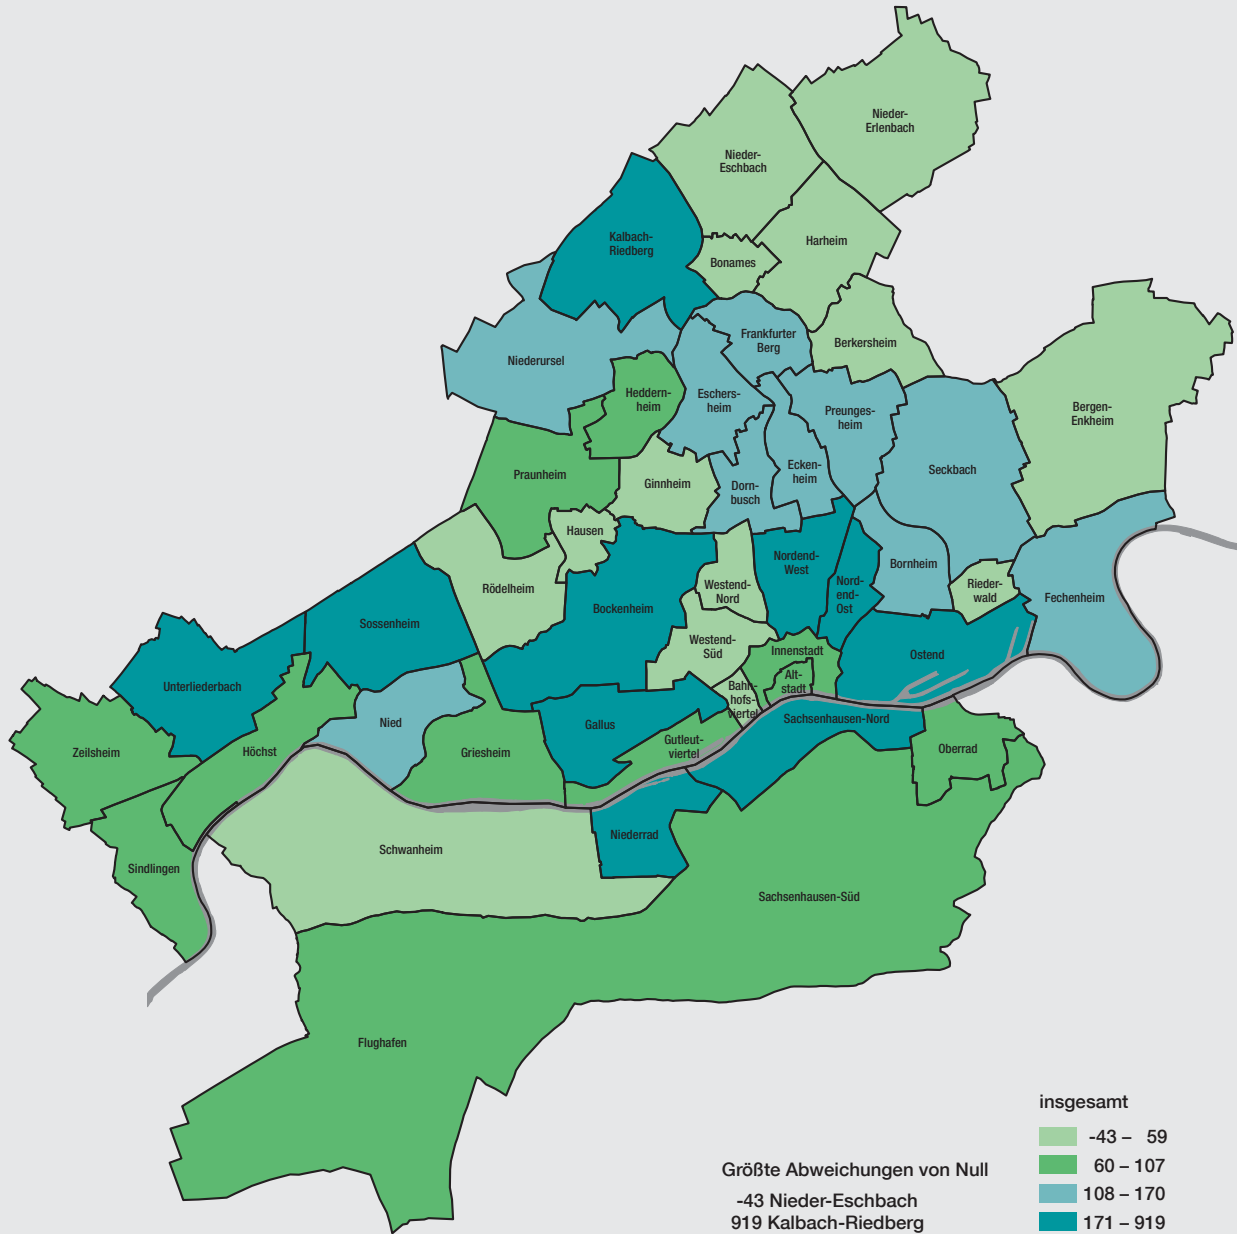 Nieder-
Erlenbach
Nieder-
Eschbach
Kalbach-
Riedberg
Harheim
Bonames
Frankfurter
Berg
Berkersheim
Niederursel
Heddern-
heim
Eschers-
heim
Preunges-
heim
Bergen-
Enkheim
Praunheim
Ginnheim
Dorn-
busch
Ecken-
heim
Seckbach
Hausen
Rödelheim
Bockenheim
Westend-
Nord
Nordend-
West
Nord-
end-
Ost
Bornheim
Rieder-
wald
Fechenheim
Sossenheim
Westend-
Süd
Innenstadt
Ostend
Unterliederbach
Alt-
stadt
Bahn-
hofs-
viertel
Nied
Gallus
Sachsenhausen-Nord
Zeilsheim
Höchst
Griesheim
Gutleut-
viertel
Oberrad
Niederrad
Schwanheim
Sindlingen
Sachsenhausen-Süd
Flughafen
insgesamt
-43 – 59
60 – 107
108 – 170
171 – 919
Größte Abweichungen von Null
-43 Nieder-Eschbach
919 Kalbach-Riedberg